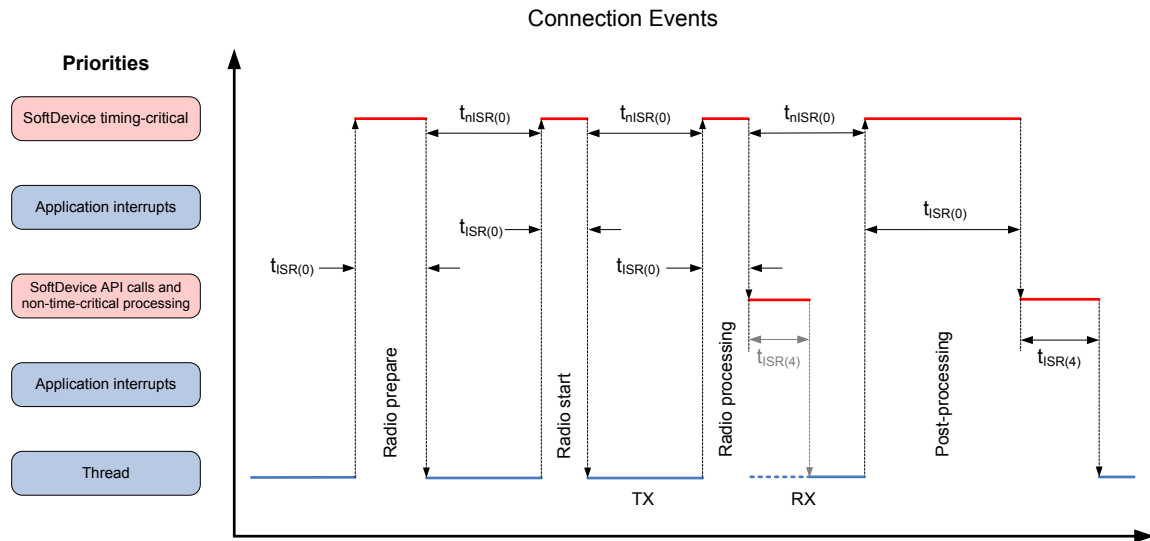 Connection Events
Priorities
SoftDevice timing-critical
Application interrupts
SoftDevice API calls and
non-time-critical processing
Application interrupts
Thread
tnISR(0)
tnISR(0)
tnISR(0)
tISR(0)
tISR(0)
tISR(0)
tISR(0)
tISR(4)
tISR(4)
Radio prepare
Radio start
Radio processing
Post-processing
TX
RX